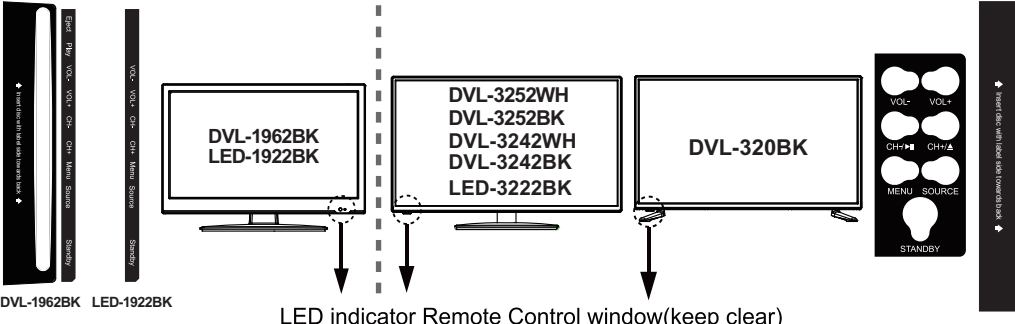 Insert disc with label side towards back
Eject Play VOL- VOL+ CH- CH+ Menu Source Standby
VOL- VOL+ CH- CH+ Menu Source Standby
DVL-1962BK LED-1922BK
DVL-1962BK
LED-1922BK
DVL-3252WH
DVL-3252BK
DVL-3242WH
DVL-3242BK
LED-3222BK
DVL-320BK
VOL- VOL+
CH-/⏯ CH+/⏏
MENU SOURCE
STANDBY
Insert disc with label side towards back
LED indicator Remote Control window(keep clear)